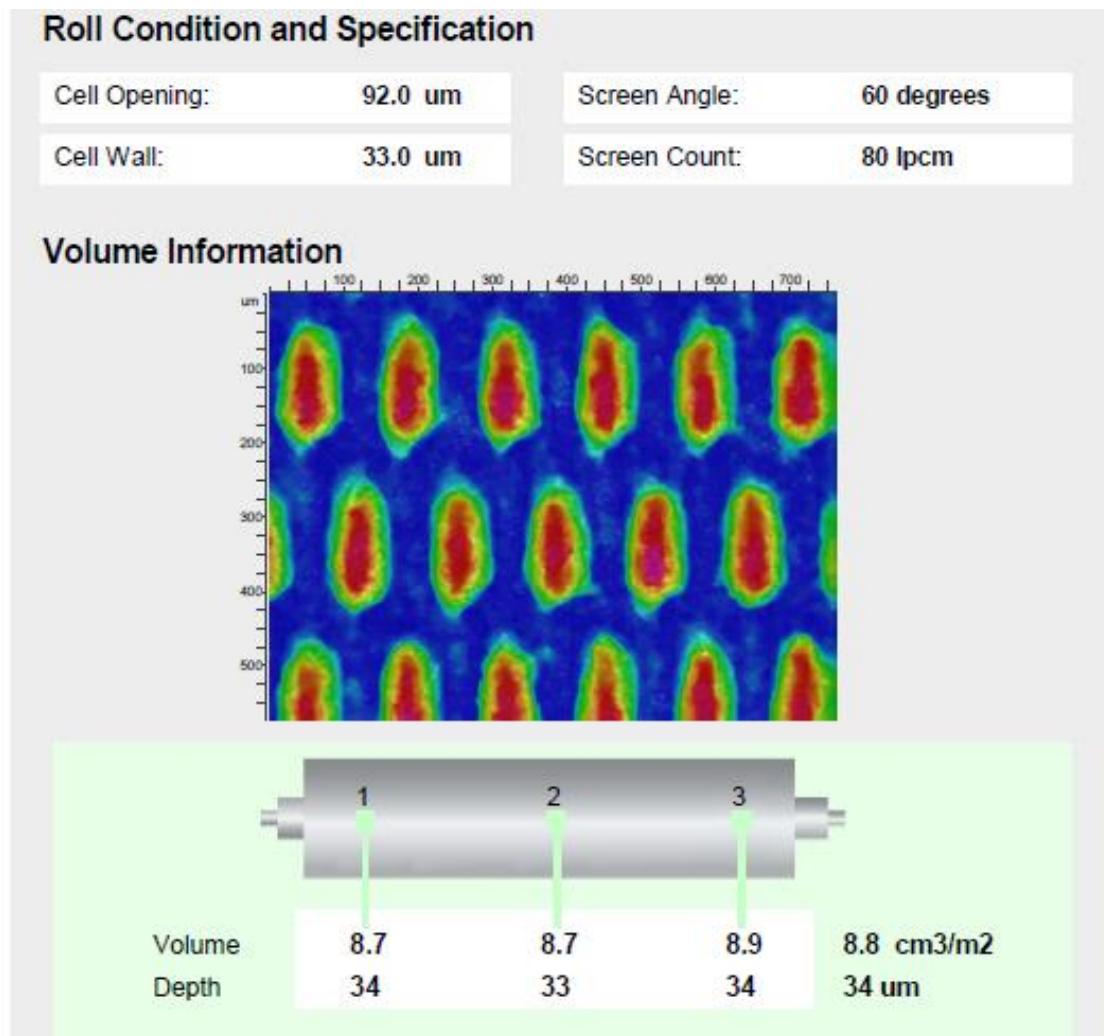 Roll Condition and Specification
Cell Opening: 92.0 um Screen Angle: 60 degrees
Cell Wall: 33.0 um Screen Count: 80 lpcm
Volume Information
100 200 300 400 500 600 700
um
100
200
300
400
500
1 2 3
Volume 8.7 8.7 8.9 8.8 cm3/m2
Depth 34 33 34 34 um